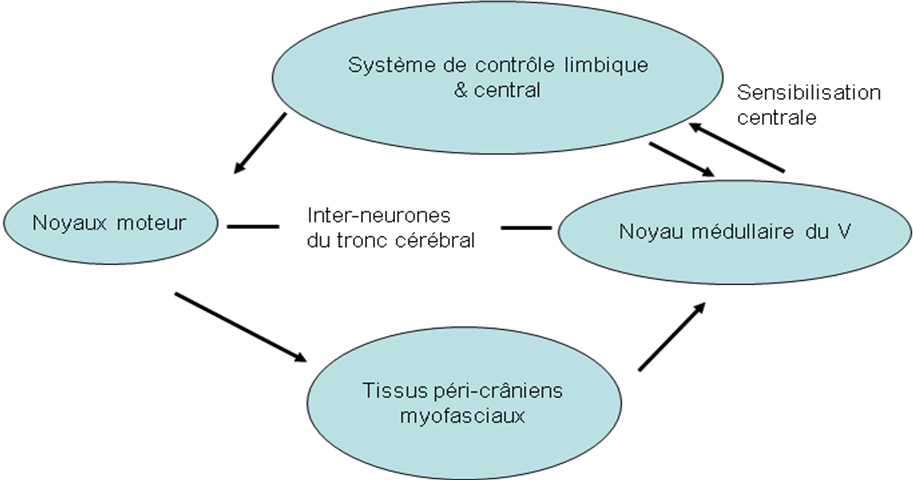 Système de contrôle limbique
& central
Sensibilisation
centrale
Noyaux moteur
Inter-neurones
du tronc cérébral
Noyau médullaire du V
Tissus péri-crâniens
myofasciaux